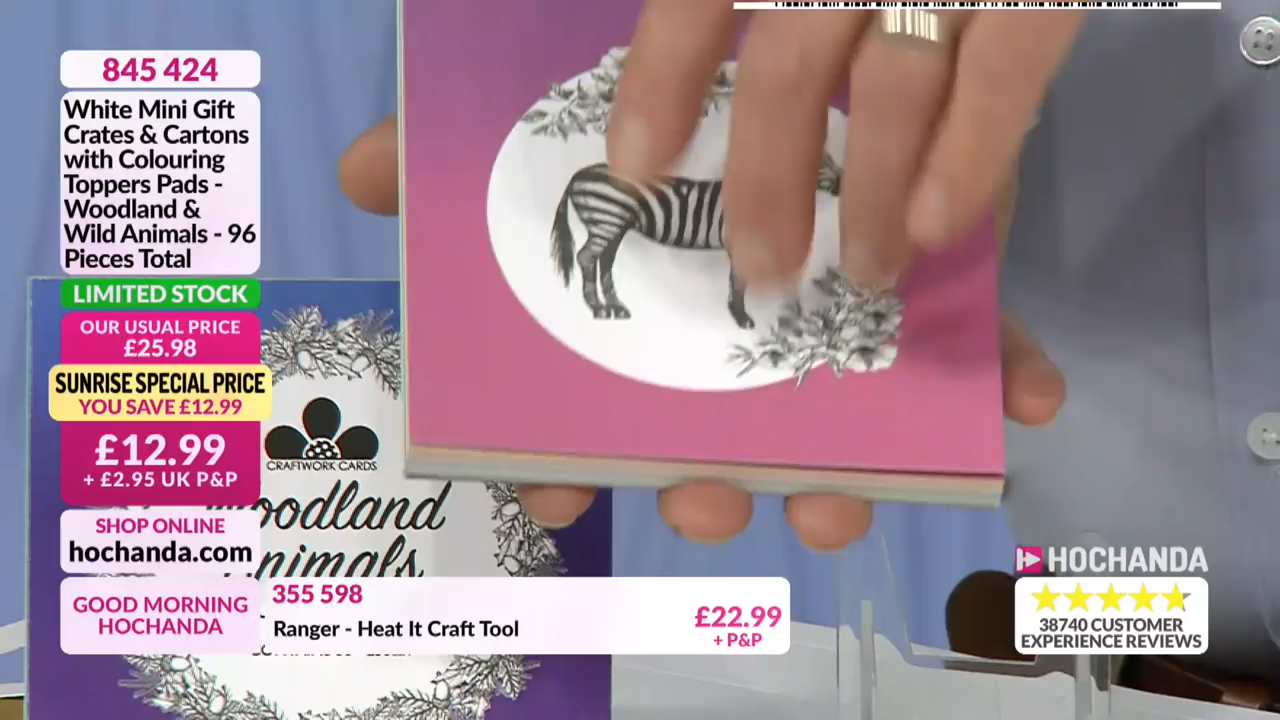 845 424
White Mini Gift
Crates & Cartons
with Colouring
Toppers Pads -
Woodland &
Wild Animals - 96
Pieces Total
LIMITED STOCK
OUR USUAL PRICE
£25.98
SUNRISE SPECIAL PRICE
YOU SAVE £12.99
£12.99
+ £2.95 UK P&P
SHOP ONLINE
hochanda.com
GOOD MORNING
HOCHANDA
CRAFTWORK CARDS
355 598
Ranger - Heat It Craft Tool
£22.99
+ P&P
HOCHANDA
38740 CUSTOMER
EXPERIENCE REVIEWS